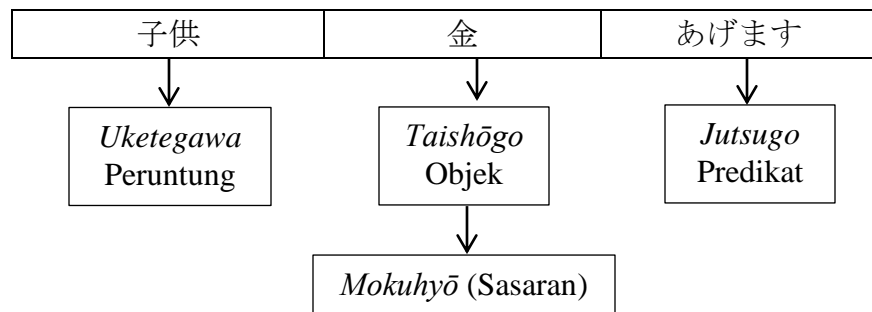 子供 金 あげます
Uketegawa Taishōgo Jutsugo
Peruntung Objek Predikat
Mokuhyō (Sasaran)